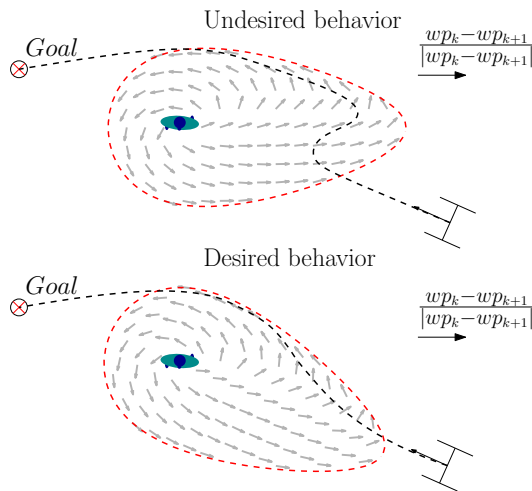 Undesired behavior
Goal
wp_k − wp_{k+1}
|wp_k − wp_{k+1}|
Desired behavior
Goal
wp_k − wp_{k+1}
|wp_k − wp_{k+1}|